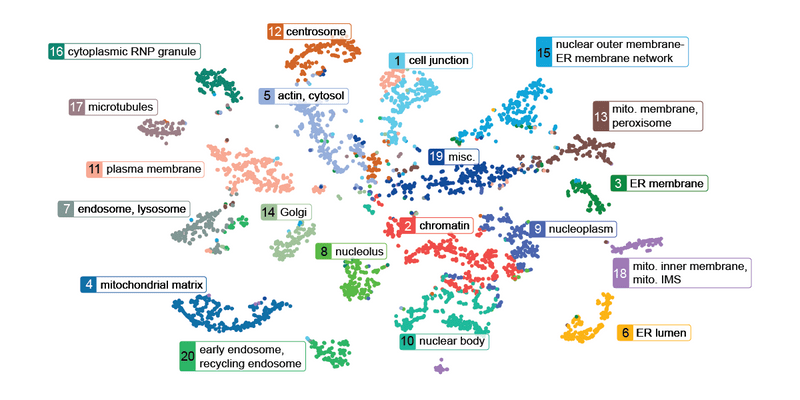 12 centrosome
16 cytoplasmic RNP granule
1 cell junction
15 nuclear outer membrane-
ER membrane network
5 actin, cytosol
17 microtubules
13 mito. membrane,
peroxisome
19 misc.
11 plasma membrane
3 ER membrane
7 endosome, lysosome
14 Golgi
2 chromatin
9 nucleoplasm
8 nucleolus
18 mito. inner membrane,
mito. IMS
4 mitochondrial matrix
6 ER lumen
10 nuclear body
20 early endosome,
recycling endosome